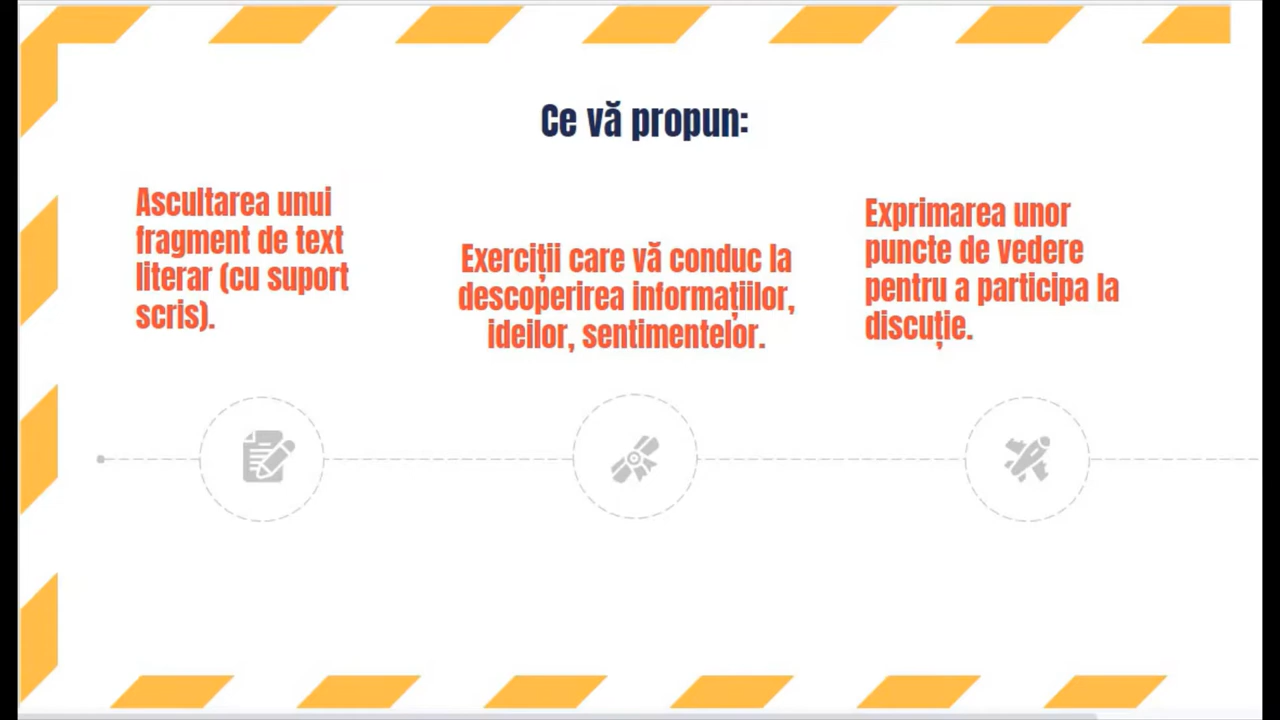 Ce vă propun:
Ascultarea unui
fragment de text
literar (cu suport
scris).
Exerciții care vă conduc la
descoperirea informațiilor,
ideilor, sentimentelor.
Exprimarea unor
puncte de vedere
pentru a participa la
discuție.